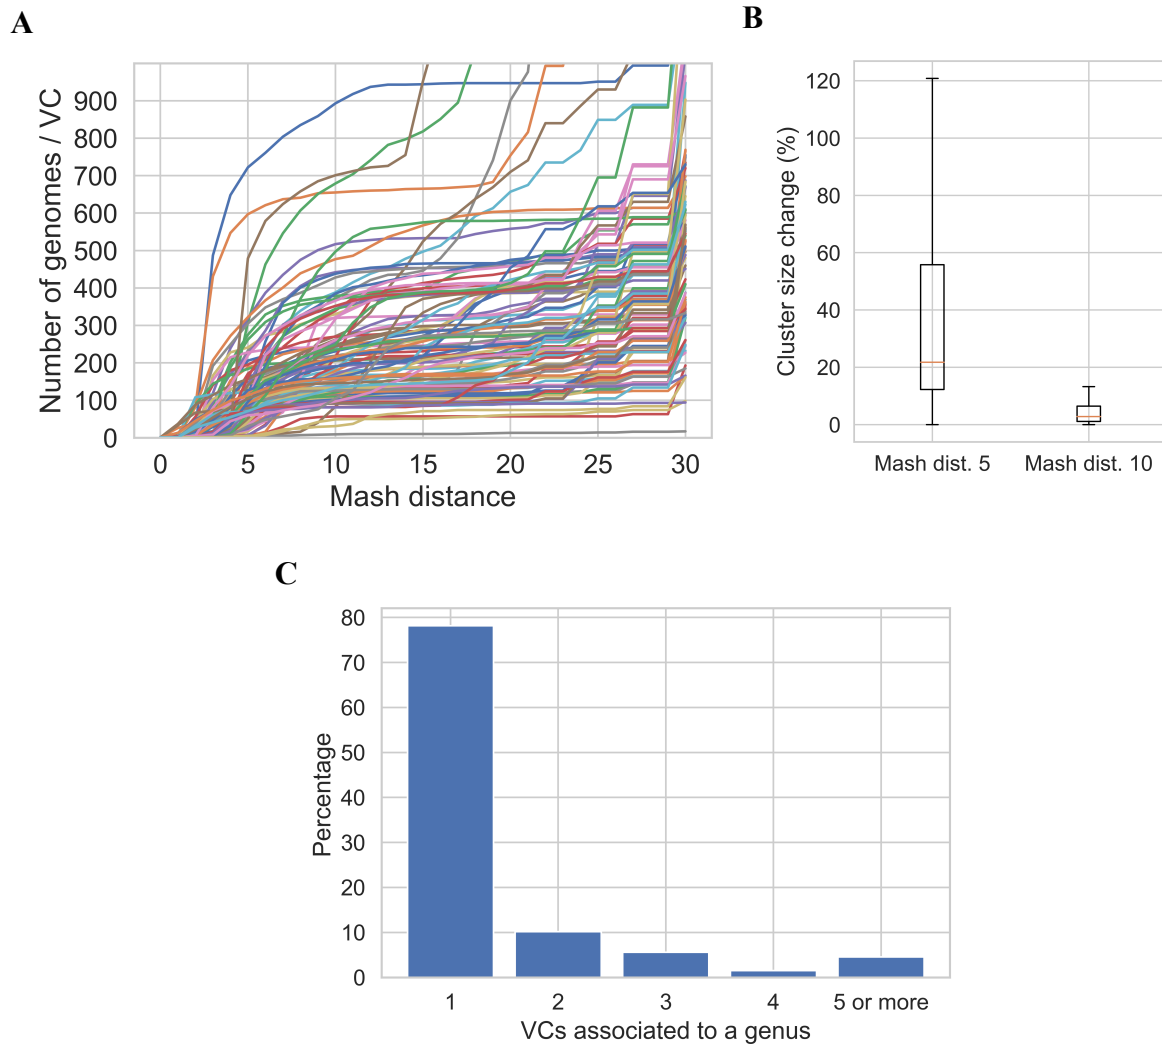 A
Number of genomes / VC
900
800
700
600
500
400
300
200
100
0
0 5 10 15 20 25 30
Mash distance
B
Cluster size change (%)
120
100
80
60
40
20
0
Mash dist. 5 Mash dist. 10
C
Percentage
80
70
60
50
40
30
20
10
0
1 2 3 4 5 or more
VCs associated to a genus